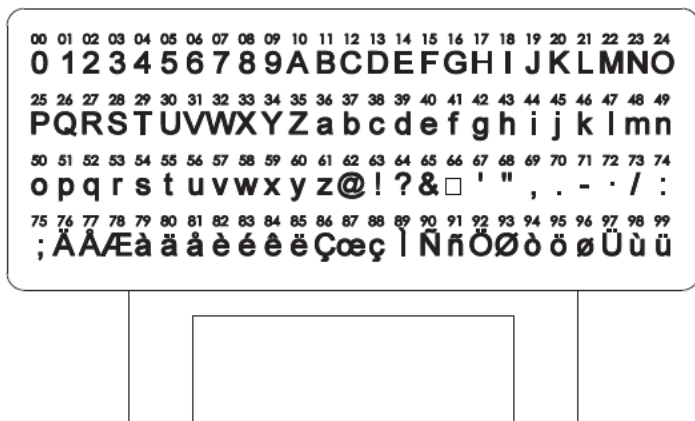 00 01 02 03 04 05 06 07 08 09 10 11 12 13 14 15 16 17 18 19 20 21 22 23 24
0 1 2 3 4 5 6 7 8 9 A B C D E F G H I J K L M N O
25 26 27 28 29 30 31 32 33 34 35 36 37 38 39 40 41 42 43 44 45 46 47 48 49
P Q R S T U V W X Y Z a b c d e f g h i j k l m n
50 51 52 53 54 55 56 57 58 59 60 61 62 63 64 65 66 67 68 69 70 71 72 73 74
o p q r s t u v w x y z @ ! ? & □ ' " , . - · / :
75 76 77 78 79 80 81 82 83 84 85 86 87 88 89 90 91 92 93 94 95 96 97 98 99
; Ä Å Æ à ä å è é ê ë Ç œ ç Ì Ñ ñ Ö Ø ò ö ø Ü ù ü